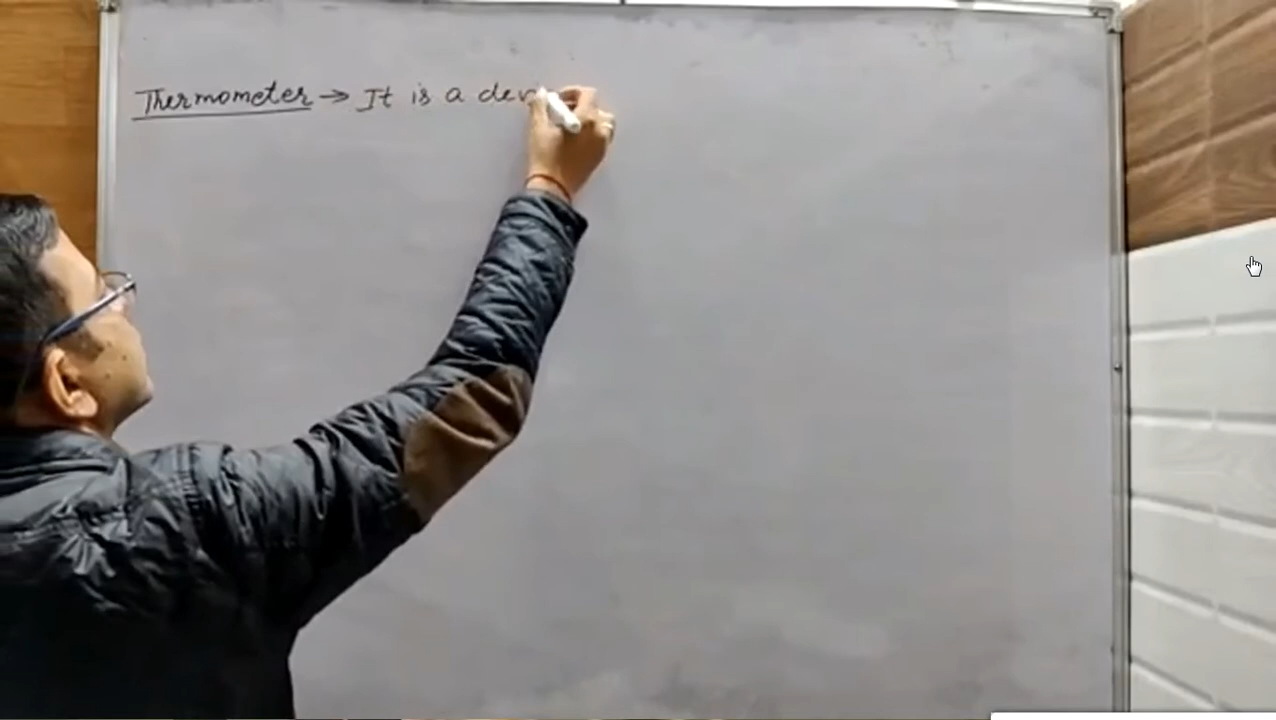 Thermometer → It is a dev